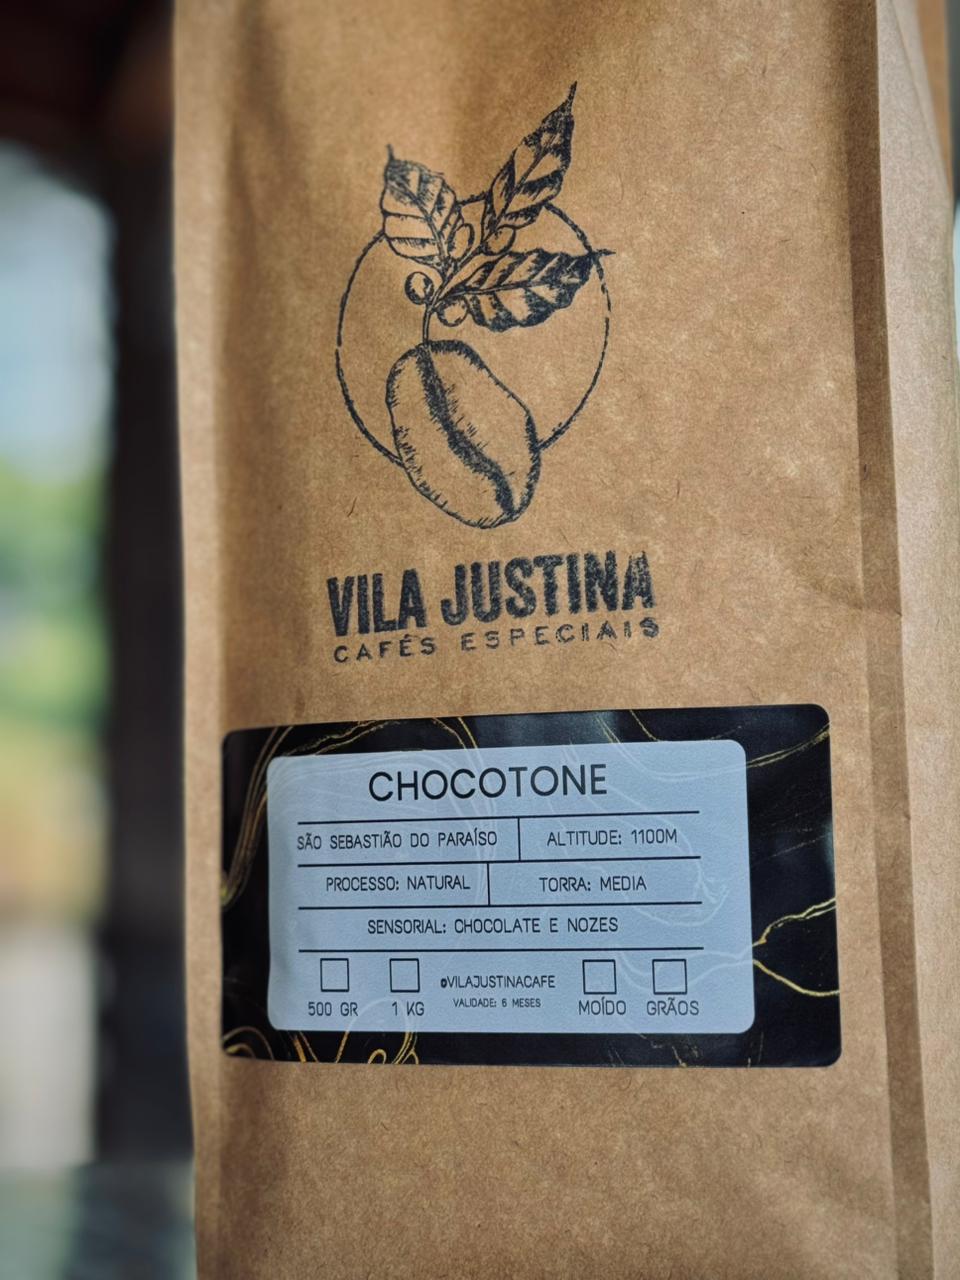 VILA JUSTINA
CAFÉS ESPECIAIS
CHOCOTONE
SÃO SEBASTIÃO DO PARAÍSO ALTITUDE: 1100M
PROCESSO: NATURAL TORRA: MEDIA
SENSORIAL: CHOCOLATE E NOZES
@VILAJUSTINACAFE
VALIDADE: 6 MESES
500 GR 1 KG MOÍDO GRÃOS